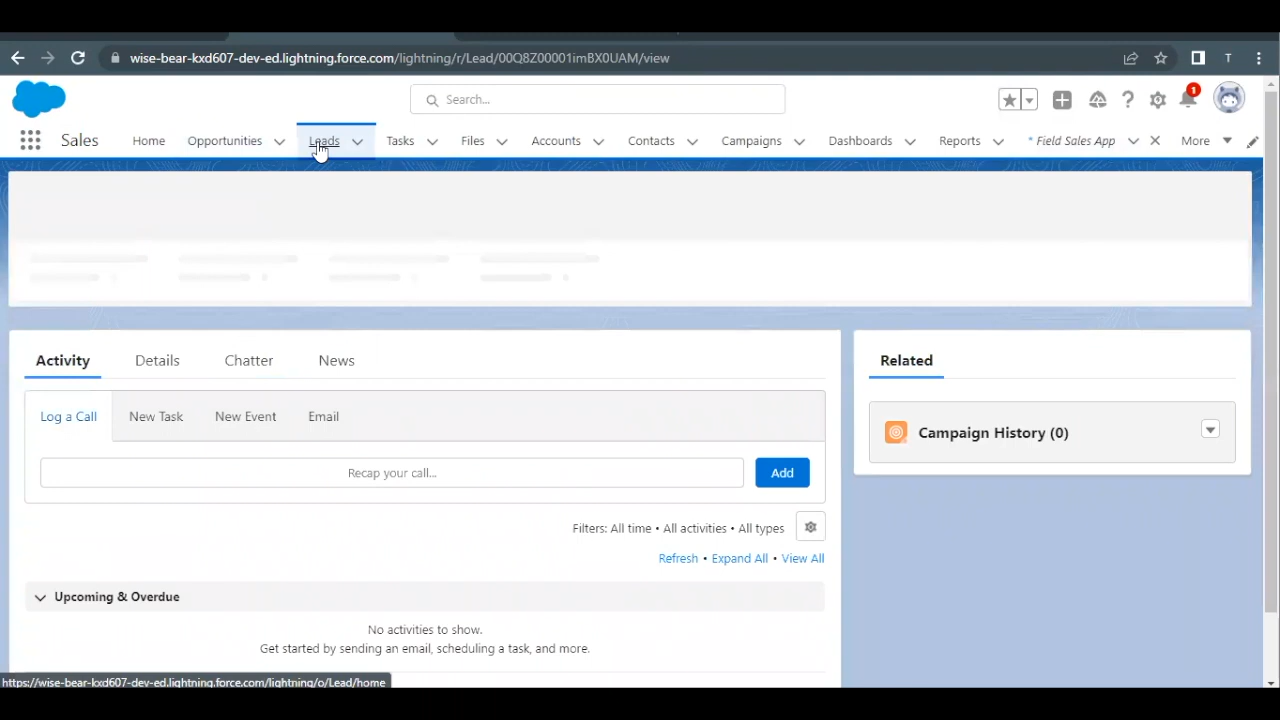 wise-bear-kxd607-dev-ed.lightning.force.com/lightning/r/Lead/00Q8Z00001imBX0UAM/view
T
Search...
1
Sales
Home
Opportunities
Leads
Tasks
Files
Accounts
Contacts
Campaigns
Dashboards
Reports
* Field Sales App
More
Activity
Details
Chatter
News
Related
Log a Call
New Task
New Event
Email
Campaign History (0)
Recap your call...
Add
Filters: All time • All activities • All types
Refresh • Expand All • View All
Upcoming & Overdue
No activities to show.
Get started by sending an email, scheduling a task, and more.
https://wise-bear-kxd607-dev-ed.lightning.force.com/lightning/o/Lead/home